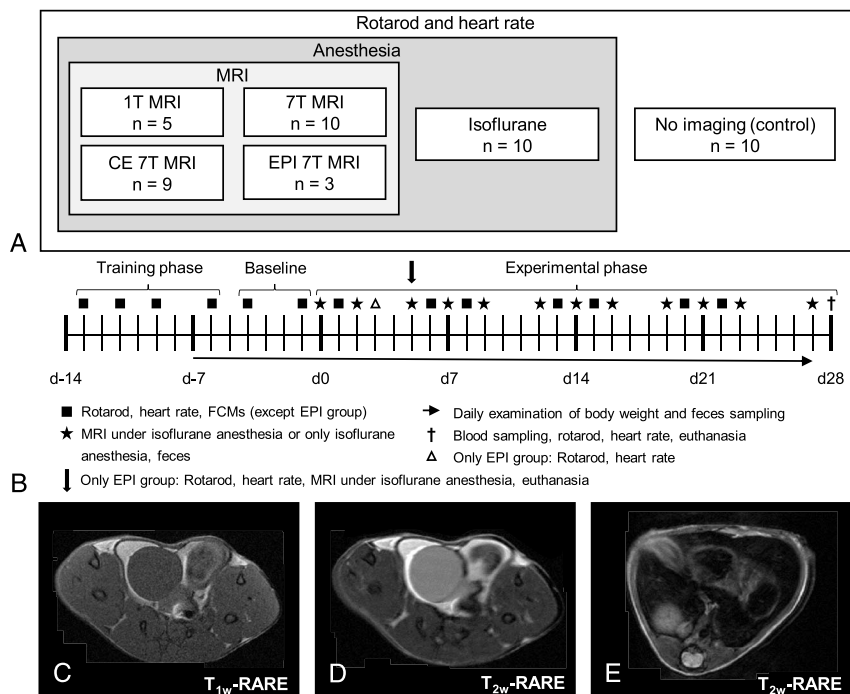 Rotarod and heart rate
Anesthesia
MRI
1T MRI
n = 5
7T MRI
n = 10
CE 7T MRI
n = 9
EPI 7T MRI
n = 3
Isoflurane
n = 10
No imaging (control)
n = 10
A
Training phase
Baseline
Experimental phase
d-14
d-7
d0
d7
d14
d21
d28
■ Rotarod, heart rate, FCMs (except EPI group)
★ MRI under isoflurane anesthesia or only isoflurane
anesthesia, feces
→ Daily examination of body weight and feces sampling
† Blood sampling, rotarod, heart rate, euthanasia
△ Only EPI group: Rotarod, heart rate
B
↓ Only EPI group: Rotarod, heart rate, MRI under isoflurane anesthesia, euthanasia
C
T1w-RARE
D
T2w-RARE
E
T2w-RARE